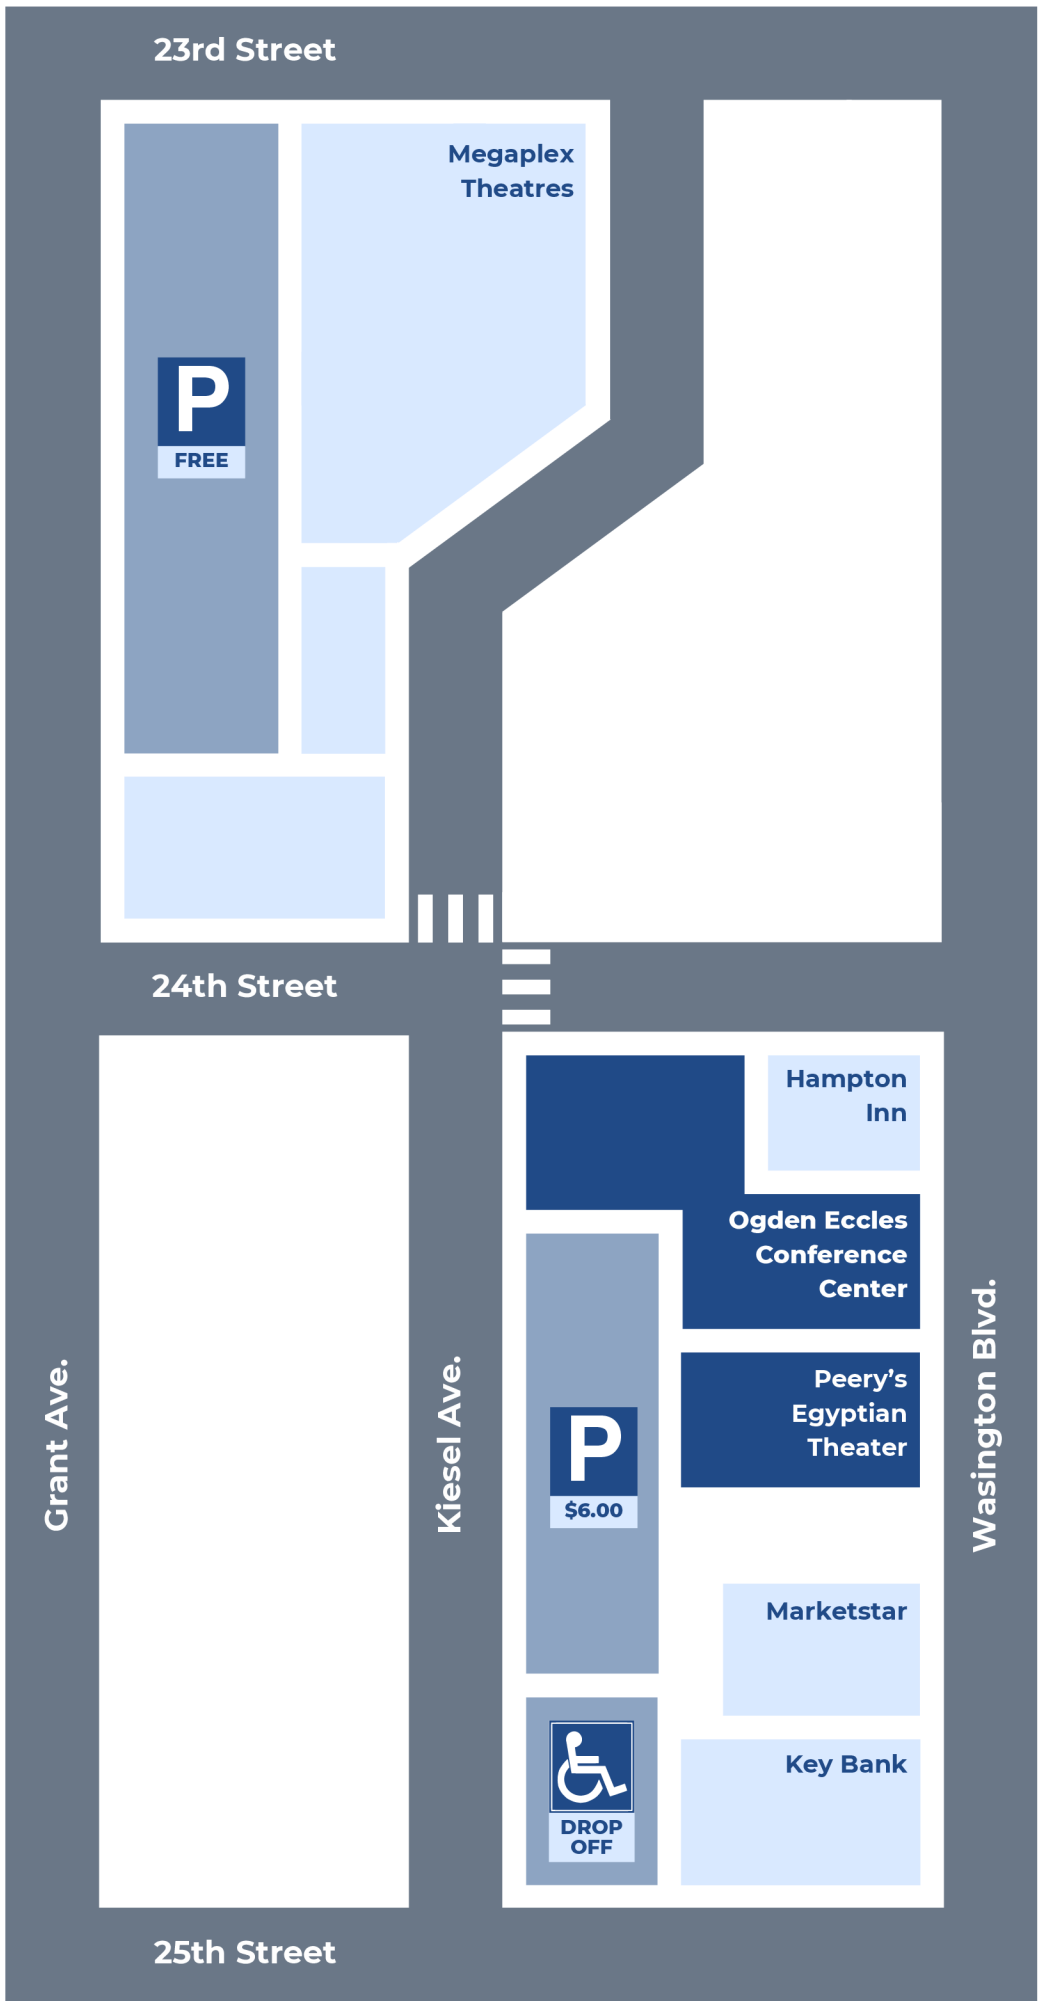 23rd Street
Megaplex
Theatres
P
FREE
24th Street
Hampton
Inn
Ogden Eccles
Conference
Center
Peery’s
Egyptian
Theater
P
$6.00
Grant Ave.
Kiesel Ave.
Wasington Blvd.
Marketstar
Key Bank
DROP
OFF
25th Street